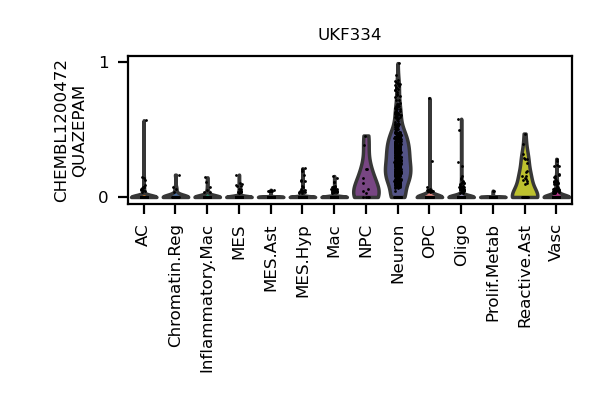 UKF334
CHEMBL1200472
QUAZEPAM
1
0
AC
Chromatin.Reg
Inflammatory.Mac
MES
MES.Ast
MES.Hyp
Mac
NPC
Neuron
OPC
Oligo
Prolif.Metab
Reactive.Ast
Vasc